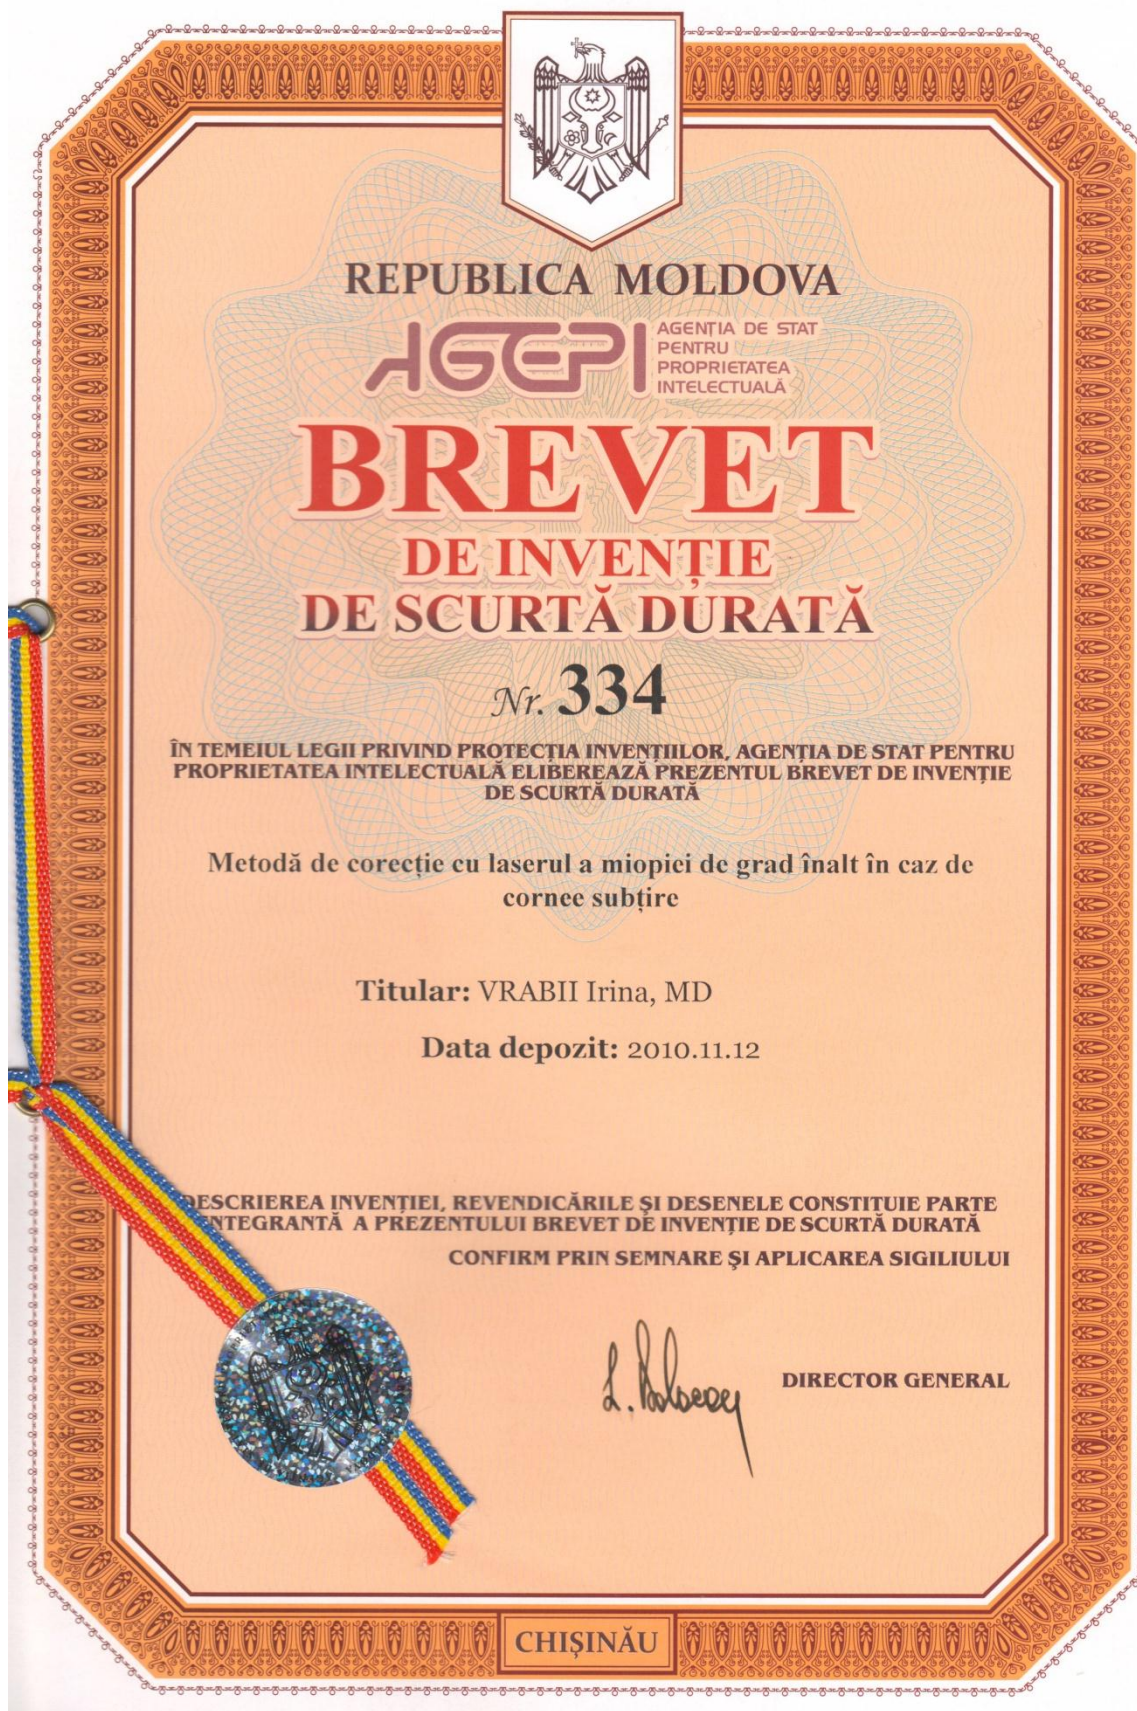 REPUBLICA MOLDOVA
AGEPI
AGENȚIA DE STAT
PENTRU
PROPRIETATEA
INTELECTUALĂ
BREVET
DE INVENȚIE
DE SCURTĂ DURATĂ
Nr. 334
ÎN TEMEIUL LEGII PRIVIND PROTECȚIA INVENȚIILOR, AGENȚIA DE STAT PENTRU
PROPRIETATEA INTELECTUALĂ ELIBEREAZĂ PREZENTUL BREVET DE INVENȚIE
DE SCURTĂ DURATĂ
Metodă de corecție cu laserul a miopiei de grad înalt în caz de
cornee subțire
Titular: VRABII Irina, MD
Data depozit: 2010.11.12
DESCRIEREA INVENȚIEI, REVENDICĂRILE ȘI DESENELE CONSTITUIE PARTE
INTEGRANTĂ A PREZENTULUI BREVET DE INVENȚIE DE SCURTĂ DURATĂ
CONFIRM PRIN SEMNARE ȘI APLICAREA SIGILIULUI
DIRECTOR GENERAL
CHIȘINĂU